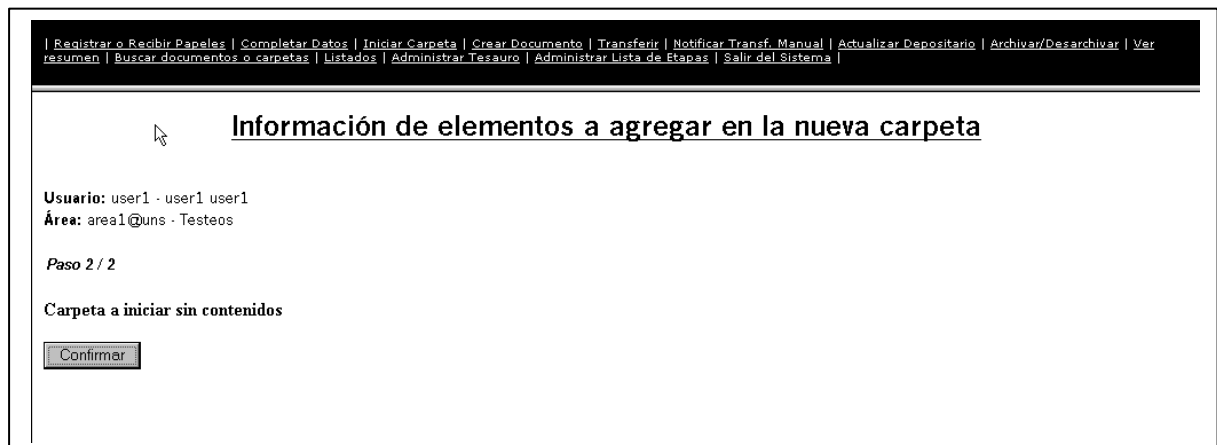 | Registrar o Recibir Papeles | Completar Datos | Iniciar Carpeta | Crear Documento | Transferir | Notificar Transf. Manual | Actualizar Depositario | Archivar/Desarchivar | Ver
resumen | Buscar documentos o carpetas | Listados | Administrar Tesauro | Administrar Lista de Etapas | Salir del Sistema |
Información de elementos a agregar en la nueva carpeta
Usuario: user1 - user1 user1
Área: area1@uns - Testeos
Paso 2 / 2
Carpeta a iniciar sin contenidos
Confirmar